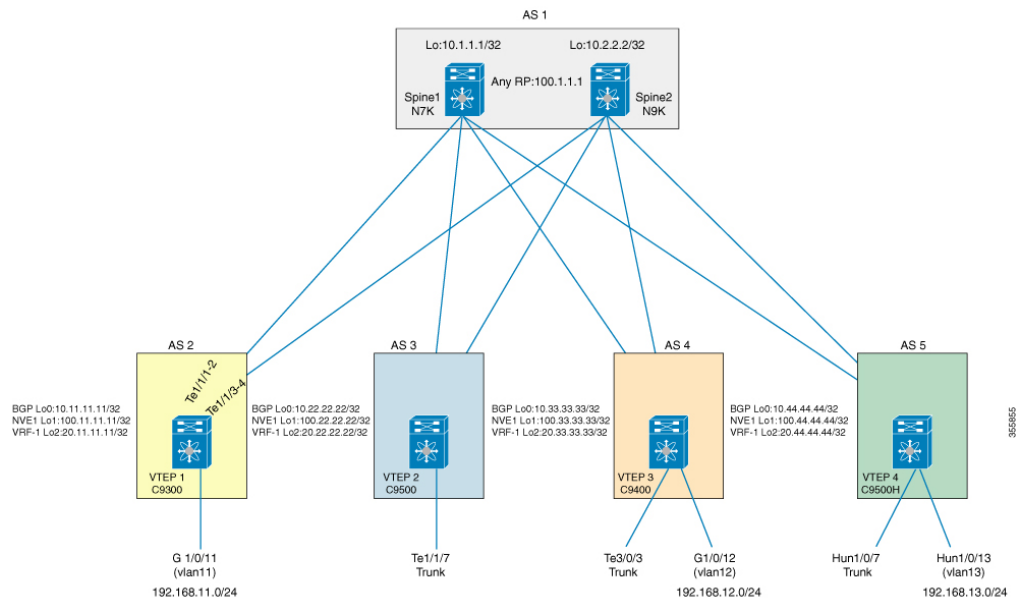 AS 1
Lo:10.1.1.1/32
Lo:10.2.2.2/32
Any RP:100.1.1.1
Spine1
N7K
Spine2
N9K
AS 2
AS 3
AS 4
AS 5
Te1/1/1-2
Te1/1/3-4
BGP Lo0:10.11.11.11/32
NVE1 Lo1:100.11.11.11/32
VRF-1 Lo2:20.11.11.11/32
BGP Lo0:10.22.22.22/32
NVE1 Lo1:100.22.22.22/32
VRF-1 Lo2:20.22.22.22/32
BGP Lo0:10.33.33.33/32
NVE1 Lo1:100.33.33.33/32
VRF-1 Lo2:20.33.33.33/32
BGP Lo0:10.44.44.44/32
NVE1 Lo1:100.44.44.44/32
VRF-1 Lo2:20.44.44.44/32
355855
VTEP 1
C9300
VTEP 2
C9500
VTEP 3
C9400
VTEP 4
C9500H
G 1/0/11
(vlan11)
192.168.11.0/24
Te1/1/7
Trunk
Te3/0/3
Trunk
G1/0/12
(vlan12)
192.168.12.0/24
Hun1/0/7
Trunk
Hun1/0/13
(vlan13)
192.168.13.0/24